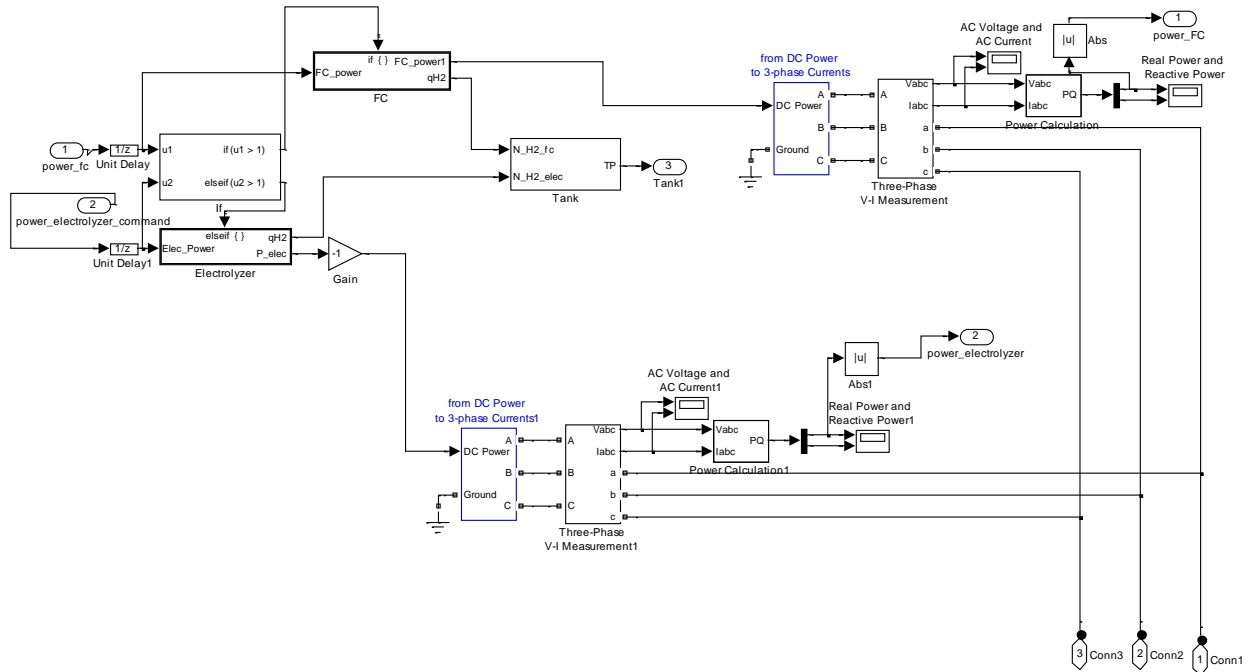 1
power_FC
|u|
Abs
AC Voltage and
AC Current
Real Power and
Reactive Power
if { }
FC_power
FC_power1
qH2
FC
from DC Power
to 3-phase Currents
DC Power
Ground
A
B
C
A
B
C
Vabc
Iabc
a
b
c
Three-Phase
V-I Measurement
Vabc
Iabc
PQ
Power Calculation
1
power_fc
1/z
Unit Delay
u1
u2
if(u1 > 1)
elseif(u2 > 1)
If
2
power_electrolyzer_command
1/z
Unit Delay1
N_H2_fc
N_H2_elec
TP
Tank
3
Tank1
elseif { }
Elec_Power
qH2
P_elec
Electrolyzer
-1
Gain
2
power_electrolyzer
|u|
Abs1
AC Voltage and
AC Current1
Real Power and
Reactive Power1
from DC Power
to 3-phase Currents1
DC Power
Ground
A
B
C
A
B
C
Vabc
Iabc
a
b
c
Three-Phase
V-I Measurement1
Vabc
Iabc
PQ
Power Calculation1
3
Conn3
2
Conn2
1
Conn1